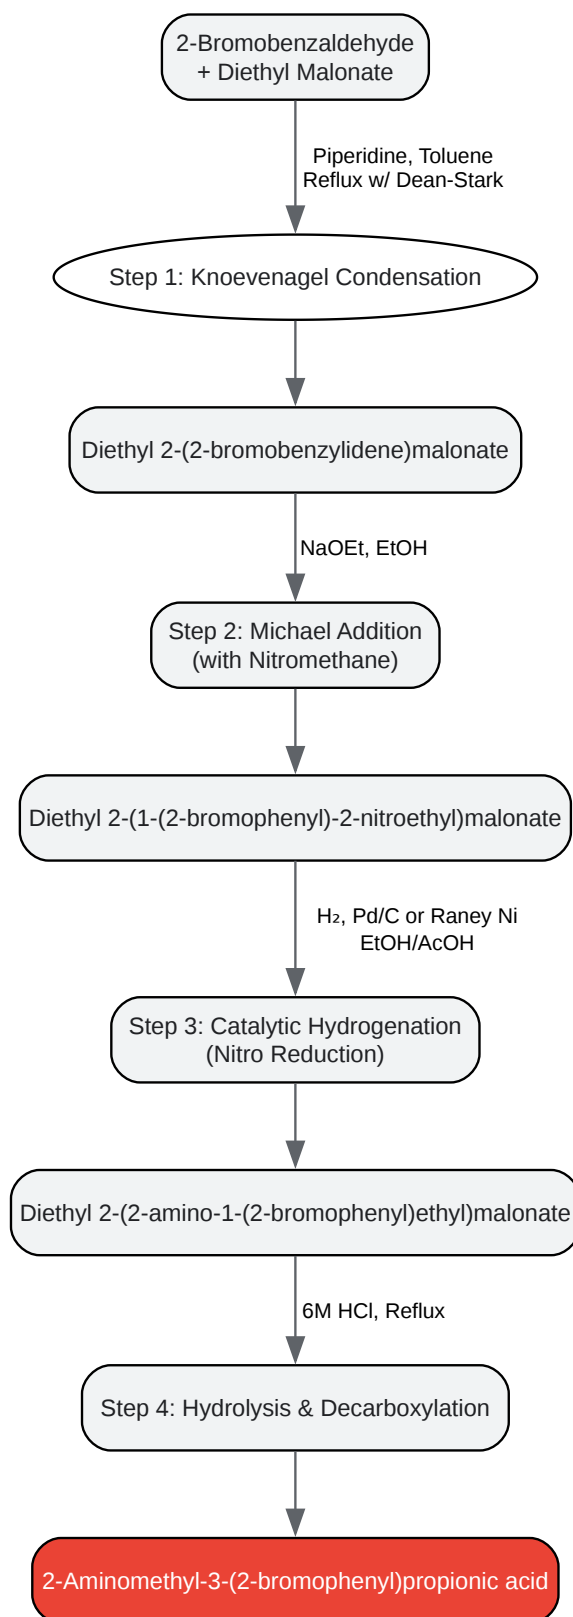 2-Bromobenzaldehyde
+ Diethyl Malonate
Piperidine, Toluene
Reflux w/ Dean-Stark
Step 1: Knoevenagel Condensation
Diethyl 2-(2-bromobenzylidene)malonate
NaOEt, EtOH
Step 2: Michael Addition
(with Nitromethane)
Diethyl 2-(1-(2-bromophenyl)-2-nitroethyl)malonate
H₂, Pd/C or Raney Ni
EtOH/AcOH
Step 3: Catalytic Hydrogenation
(Nitro Reduction)
Diethyl 2-(2-amino-1-(2-bromophenyl)ethyl)malonate
6M HCl, Reflux
Step 4: Hydrolysis & Decarboxylation
2-Aminomethyl-3-(2-bromophenyl)propionic acid